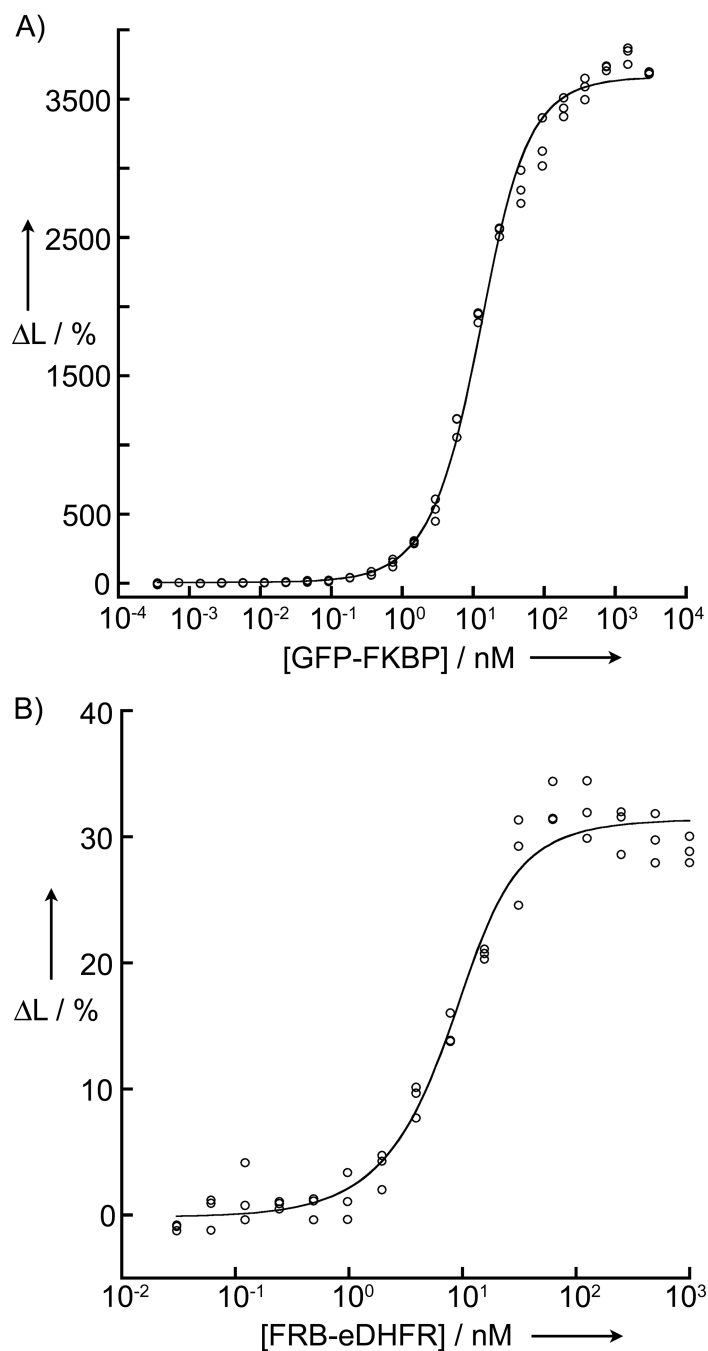 A)
3500
2500
ΔL / %
1500
500
0
10⁻⁴ 10⁻³ 10⁻² 10⁻¹ 10⁰ 10¹ 10² 10³ 10⁴
[GFP-FKBP] / nM
B)
40
30
20
ΔL / %
10
0
10⁻² 10⁻¹ 10⁰ 10¹ 10² 10³
[FRB-eDHFR] / nM